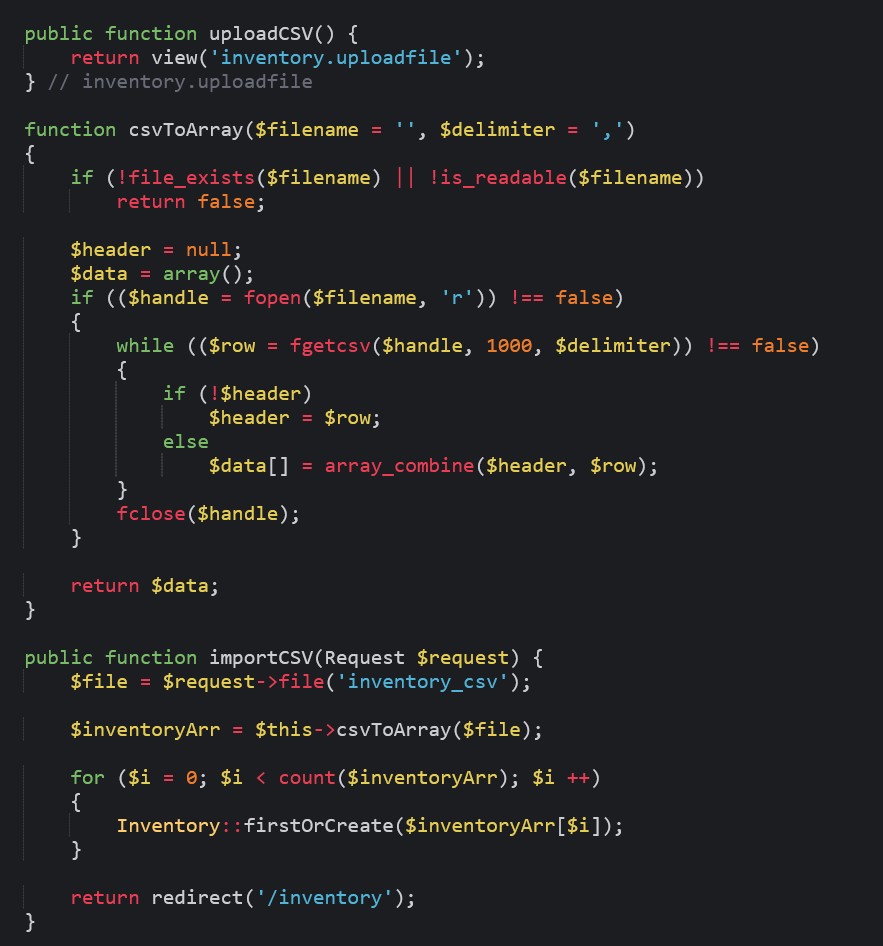 public function uploadCSV() {
    return view('inventory.uploadfile');
} // inventory.uploadfile

function csvToArray($filename = '', $delimiter = ',')
{
    if (!file_exists($filename) || !is_readable($filename))
        return false;

    $header = null;
    $data = array();
    if (($handle = fopen($filename, 'r')) !== false)
    {
        while (($row = fgetcsv($handle, 1000, $delimiter)) !== false)
        {
            if (!$header)
                $header = $row;
            else
                $data[] = array_combine($header, $row);
        }
        fclose($handle);
    }

    return $data;
}

public function importCSV(Request $request) {
    $file = $request->file('inventory_csv');

    $inventoryArr = $this->csvToArray($file);

    for ($i = 0; $i < count($inventoryArr); $i ++)
    {
        Inventory::firstOrCreate($inventoryArr[$i]);
    }

    return redirect('/inventory');
}